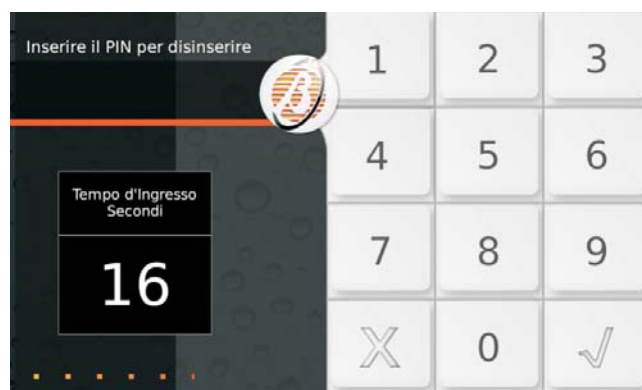 Inserire il PIN per disinserire
1 2 3
4 5 6
Tempo d'Ingresso
Secondi
16
7 8 9
X 0 √